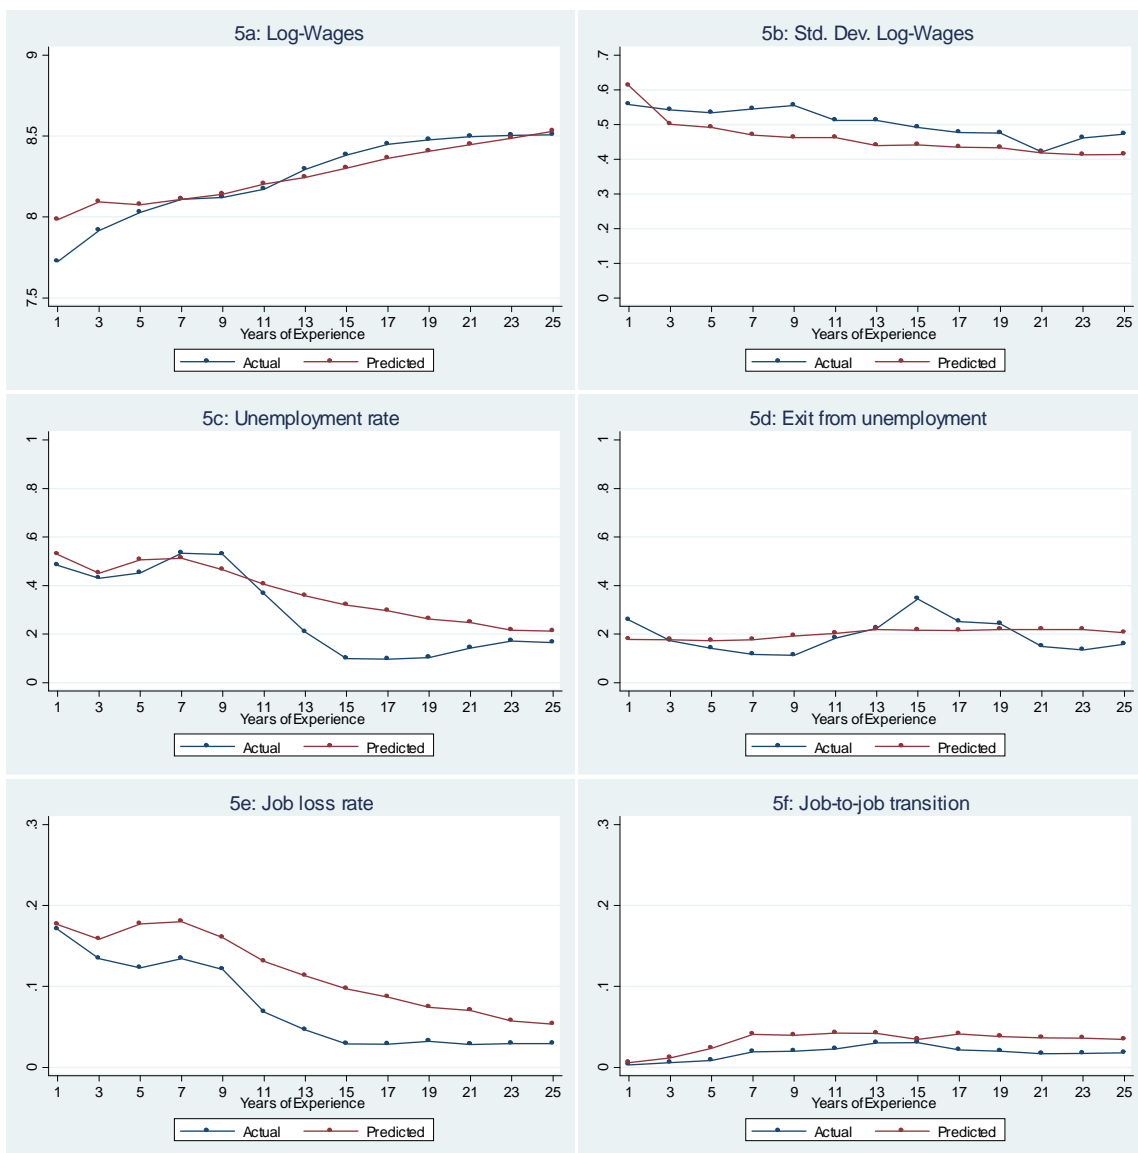 5a: Log-Wages
9
8.5
8
7.5
1 3 5 7 9 11 13 15 17 19 21 23 25
Years of Experience
Actual Predicted
5b: Std. Dev. Log-Wages
.7
.6
.5
.4
.3
.2
.1
0
1 3 5 7 9 11 13 15 17 19 21 23 25
Years of Experience
Actual Predicted
5c: Unemployment rate
1
.8
.6
.4
.2
0
1 3 5 7 9 11 13 15 17 19 21 23 25
Years of Experience
Actual Predicted
5d: Exit from unemployment
1
.8
.6
.4
.2
0
1 3 5 7 9 11 13 15 17 19 21 23 25
Years of Experience
Actual Predicted
5e: Job loss rate
.3
.2
.1
0
1 3 5 7 9 11 13 15 17 19 21 23 25
Years of Experience
Actual Predicted
5f: Job-to-job transition
.3
.2
.1
0
1 3 5 7 9 11 13 15 17 19 21 23 25
Years of Experience
Actual Predicted